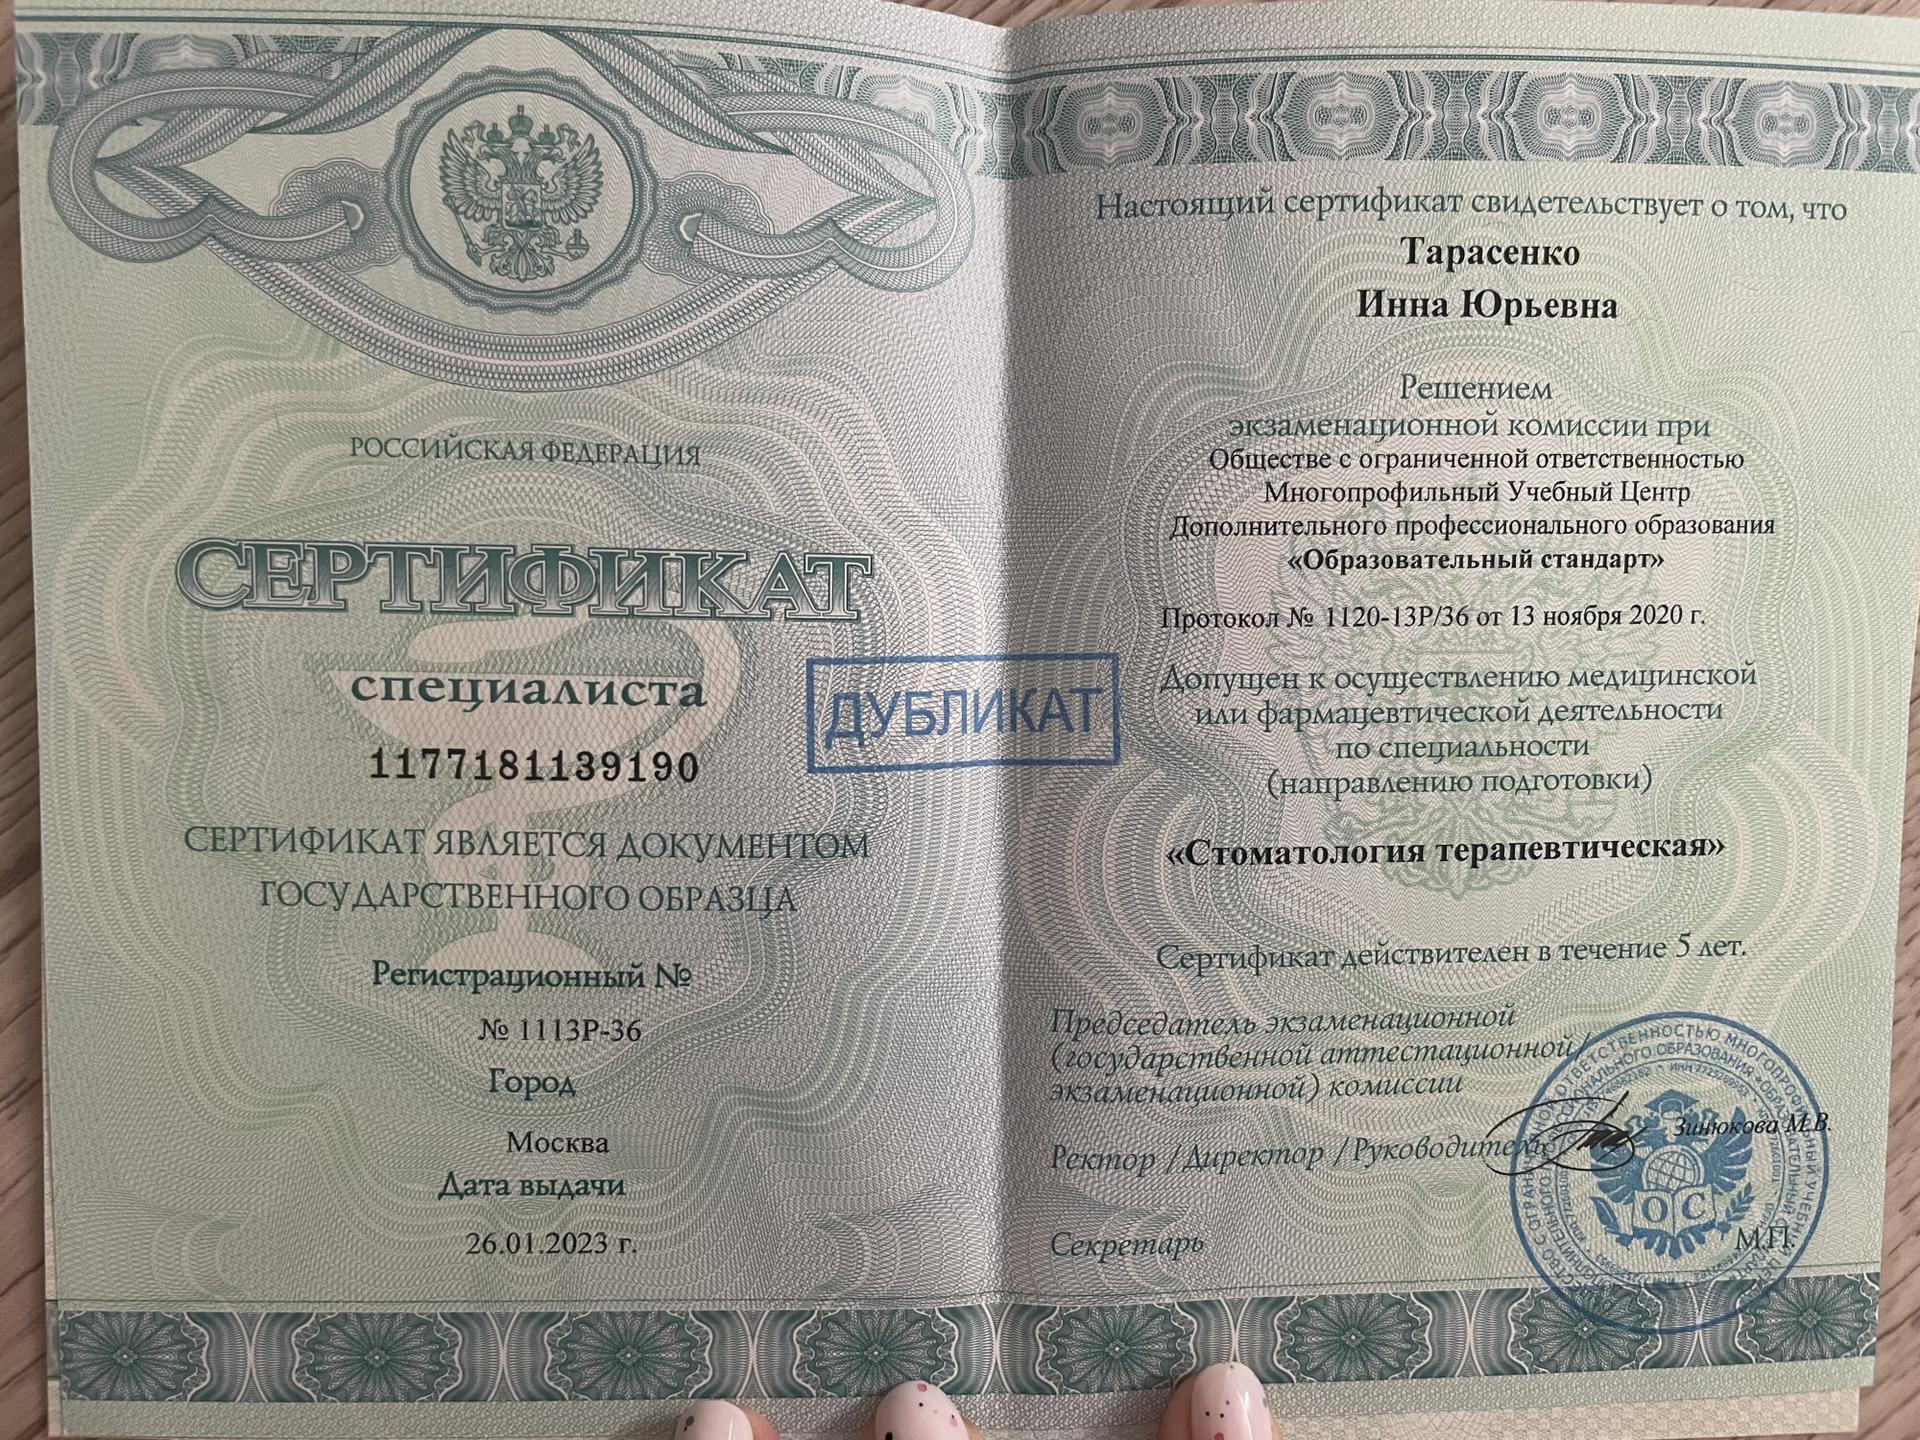 РОССИЙСКАЯ ФЕДЕРАЦИЯ
СЕРТИФИКАТ
специалиста
1177181139190
СЕРТИФИКАТ ЯВЛЯЕТСЯ ДОКУМЕНТОМ
ГОСУДАРСТВЕННОГО ОБРАЗЦА
Регистрационный №
№ 1113Р-36
Город
Москва
Дата выдачи
26.01.2023 г.
ДУБЛИКАТ
Настоящий сертификат свидетельствует о том, что
Тарасенко
Инна Юрьевна
Решением
экзаменационной комиссии при
Обществе с ограниченной ответственностью
Многопрофильный Учебный Центр
Дополнительного профессионального образования
«Образовательный стандарт»
Протокол № 1120-13Р/36 от 13 ноября 2020 г.
Допущен к осуществлению медицинской
или фармацевтической деятельности
по специальности
(направлению подготовки)
«Стоматология терапевтическая»
Сертификат действителен в течение 5 лет.
Председатель экзаменационной
(государственной аттестационной/
экзаменационной) комиссии
Зинюкова М.В.
Ректор /Директор /Руководитель
Секретарь
М.П.
ОС